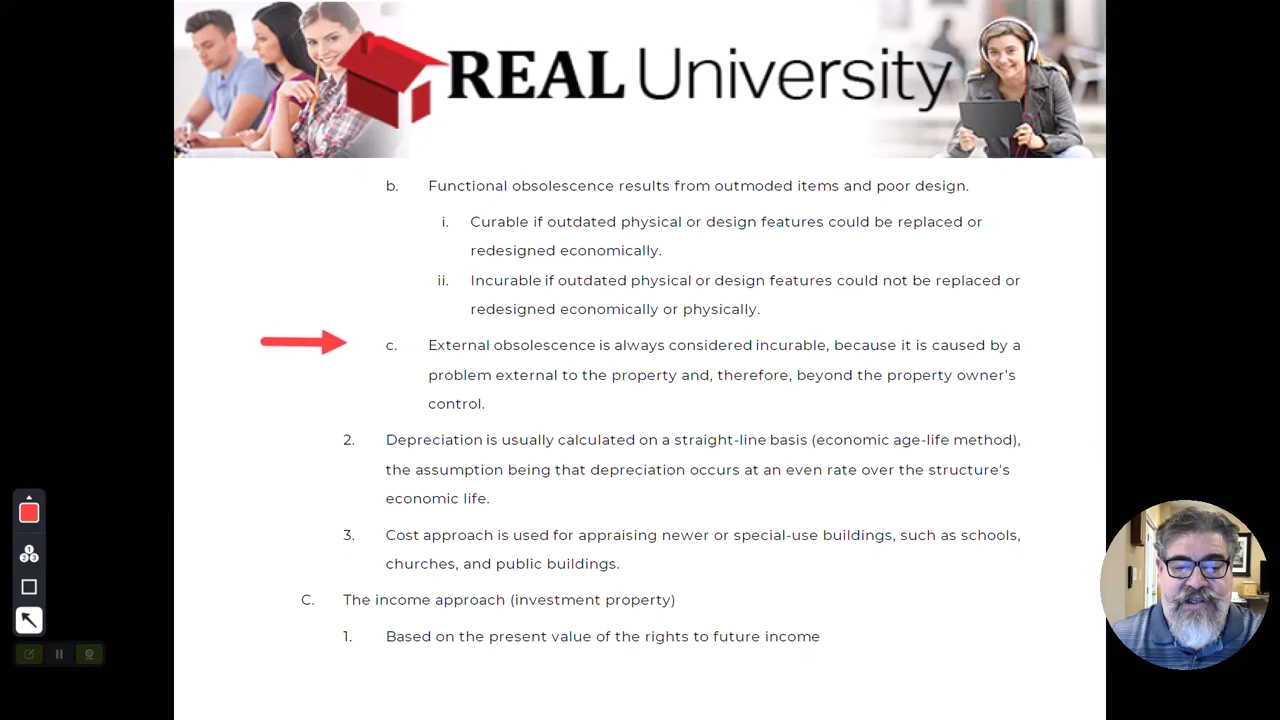 REAL University
b. Functional obsolescence results from outmoded items and poor design.
i. Curable if outdated physical or design features could be replaced or
redesigned economically.
ii. Incurable if outdated physical or design features could not be replaced or
redesigned economically or physically.
c. External obsolescence is always considered incurable, because it is caused by a
problem external to the property and, therefore, beyond the property owner's
control.
2. Depreciation is usually calculated on a straight-line basis (economic age-life method),
the assumption being that depreciation occurs at an even rate over the structure's
economic life.
3. Cost approach is used for appraising newer or special-use buildings, such as schools,
churches, and public buildings.
C. The income approach (investment property)
1. Based on the present value of the rights to future income